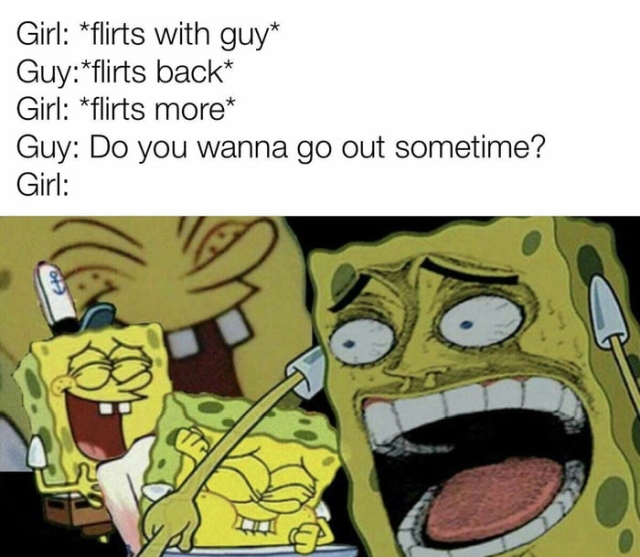 Girl: *flirts with guy*
Guy:*flirts back*
Girl: *flirts more*
Guy: Do you wanna go out sometime?
Girl: